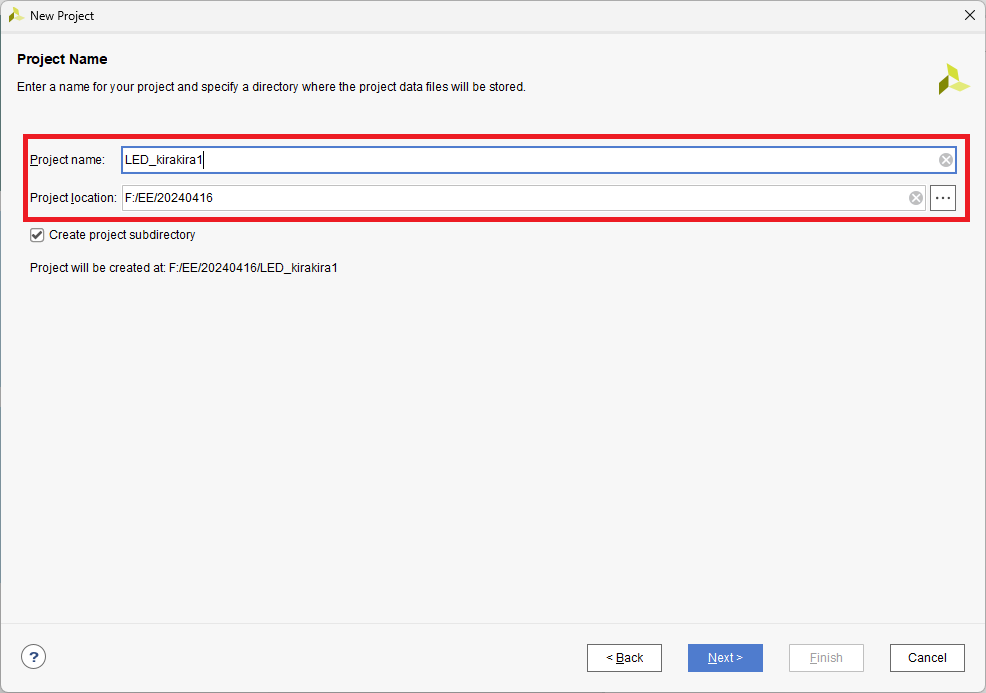 New Project
Project Name
Enter a name for your project and specify a directory where the project data files will be stored.
Project name: LED_kirakira1
Project location: F:/EE/20240416 ...
Create project subdirectory
Project will be created at: F:/EE/20240416/LED_kirakira1
? < Back Next > Finish Cancel